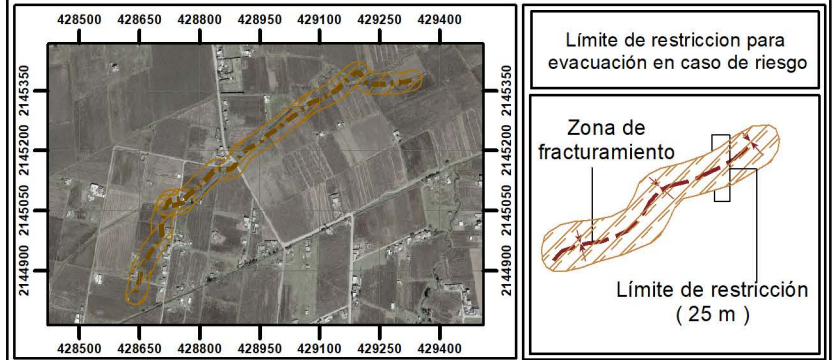 428500 428650 428800 428950 429100 429250 429400
2145350
2145200
2145050
2144900
2145350
2145200
2145050
2144900
428500 428650 428800 428950 429100 429250 429400
Límite de restriccion para
evacuación en caso de riesgo
Zona de
fracturamiento
Límite de restricción
( 25 m )